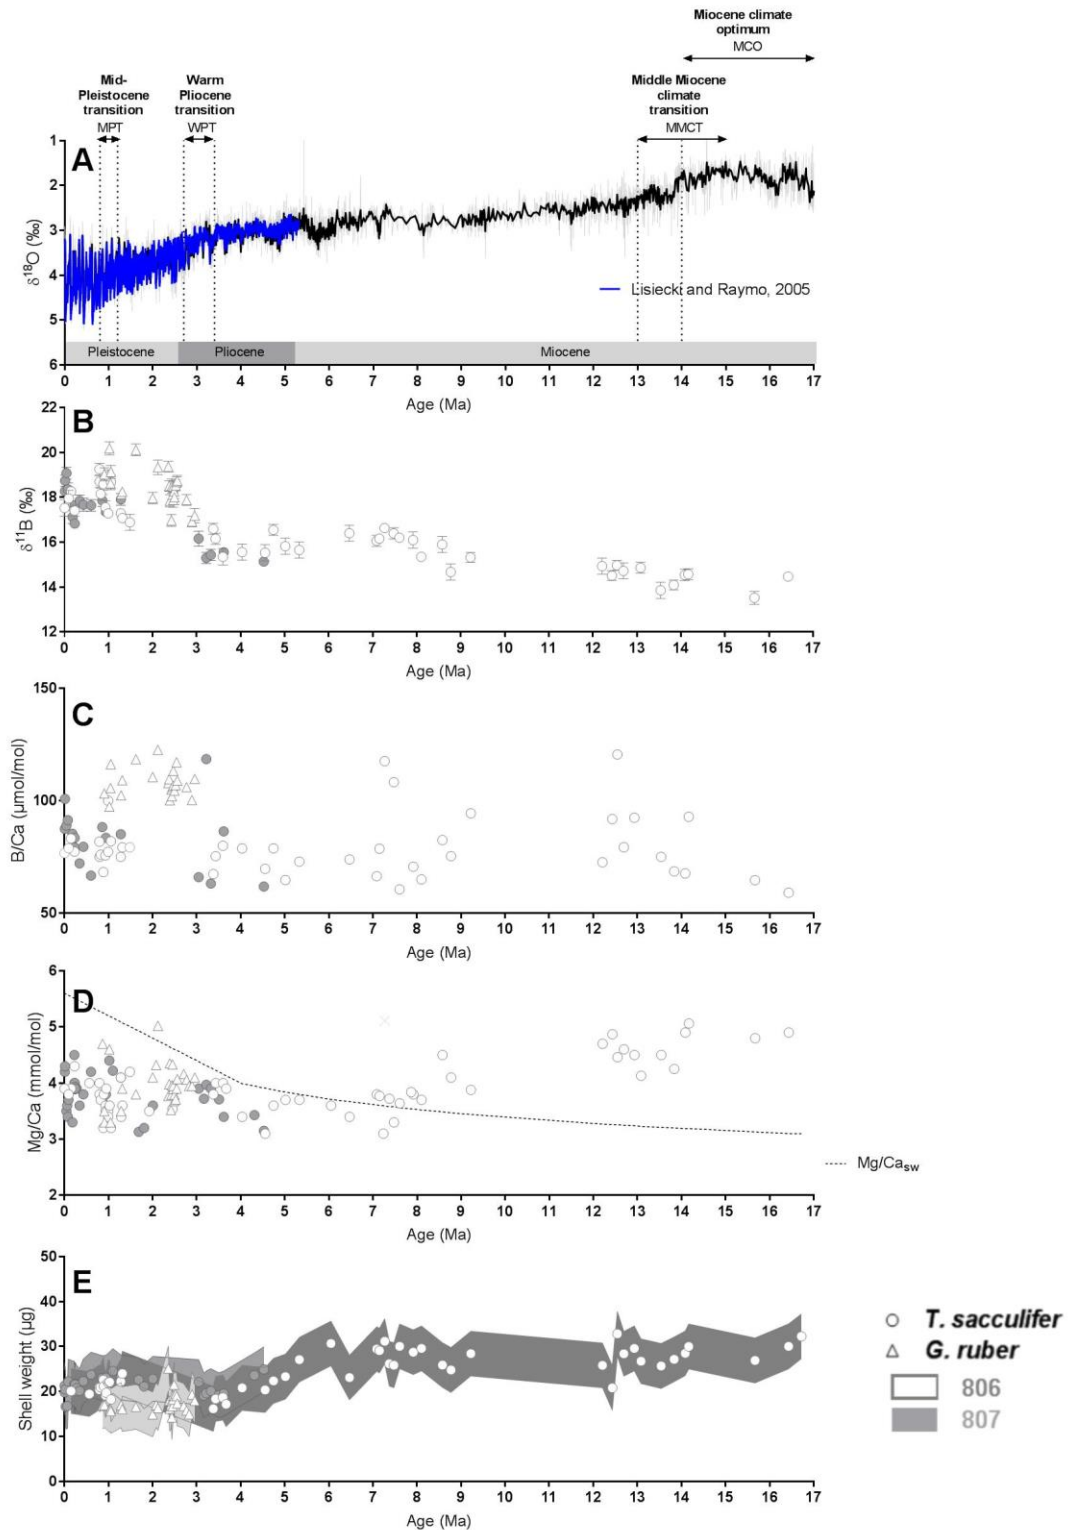 Miocene climate
optimum
MCO
Mid-
Pleistocene
transition
MPT
Warm
Pliocene
transition
WPT
Middle Miocene
climate
transition
MMCT
A
1
2
3
4
5
6
δ18O (‰)
Lisiecki and Raymo, 2005
Pleistocene Pliocene Miocene
0 1 2 3 4 5 6 7 8 9 10 11 12 13 14 15 16 17
Age (Ma)
B
22
20
18
16
14
12
δ11B (‰)
0 1 2 3 4 5 6 7 8 9 10 11 12 13 14 15 16 17
Age (Ma)
C
150
100
50
B/Ca (µmol/mol)
0 1 2 3 4 5 6 7 8 9 10 11 12 13 14 15 16 17
Age (Ma)
D
6
5
4
3
2
Mg/Ca (mmol/mol)
Mg/Casw
0 1 2 3 4 5 6 7 8 9 10 11 12 13 14 15 16 17
Age (Ma)
E
50
40
30
20
10
0
Shell weight (µg)
0 1 2 3 4 5 6 7 8 9 10 11 12 13 14 15 16 17
Age (Ma)
T. sacculifer
G. ruber
806
807